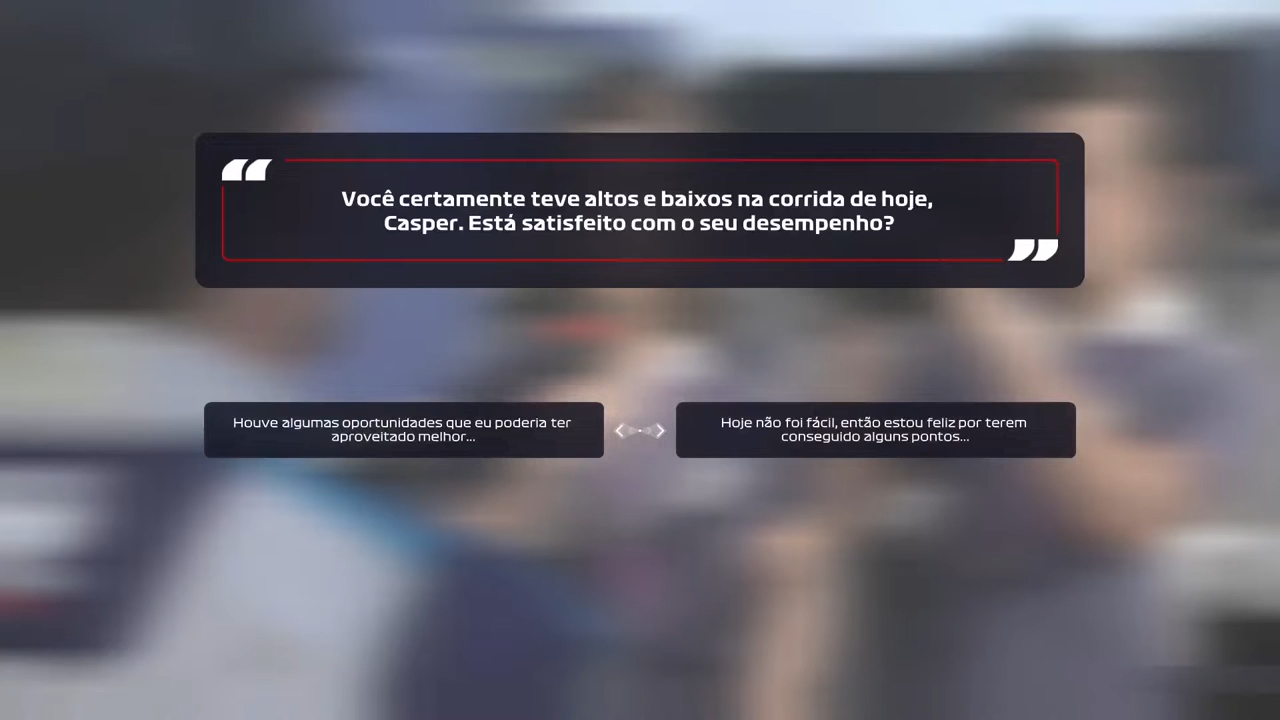 Você certamente teve altos e baixos na corrida de hoje,
Casper. Está satisfeito com o seu desempenho?
Houve algumas oportunidades que eu poderia ter
aproveitado melhor...
Hoje não foi fácil, então estou feliz por terem
conseguido alguns pontos...